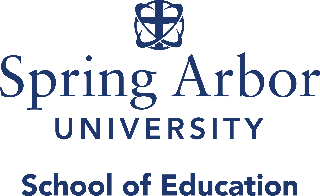 Spring Arbor
UNIVERSITY
School of Education